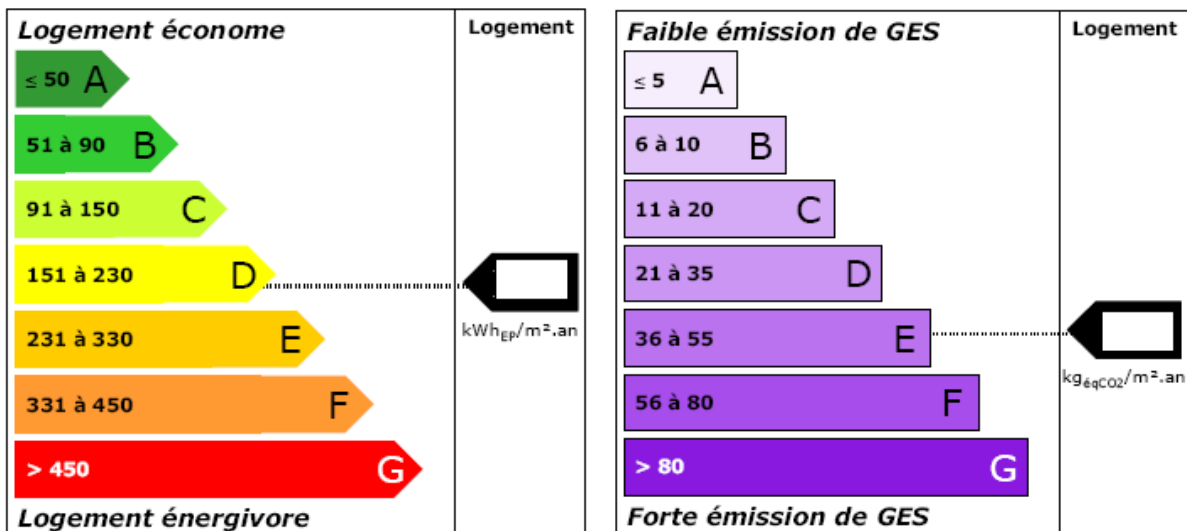 Logement économe
Logement
≤ 50 A
51 à 90 B
91 à 150 C
151 à 230 D
231 à 330 E
331 à 450 F
> 450 G
kWhEP/m².an
Logement énergivore
Faible émission de GES
Logement
≤ 5 A
6 à 10 B
11 à 20 C
21 à 35 D
36 à 55 E
56 à 80 F
> 80 G
kgéqCO2/m².an
Forte émission de GES